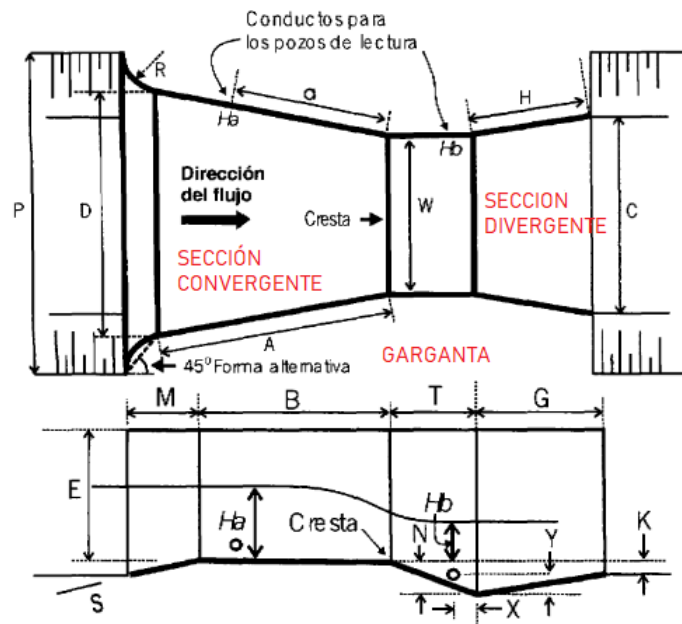 Conductos para
los pozos de lectura
R
a
H
Ha
Hb
P
D
Dirección
del flujo
Cresta
W
SECCION
DIVERGENTE
C
SECCIÓN
CONVERGENTE
A
45º Forma alternativa
GARGANTA
M
B
T
G
E
Ha
Cresta
Hb
N
Y
K
S
X